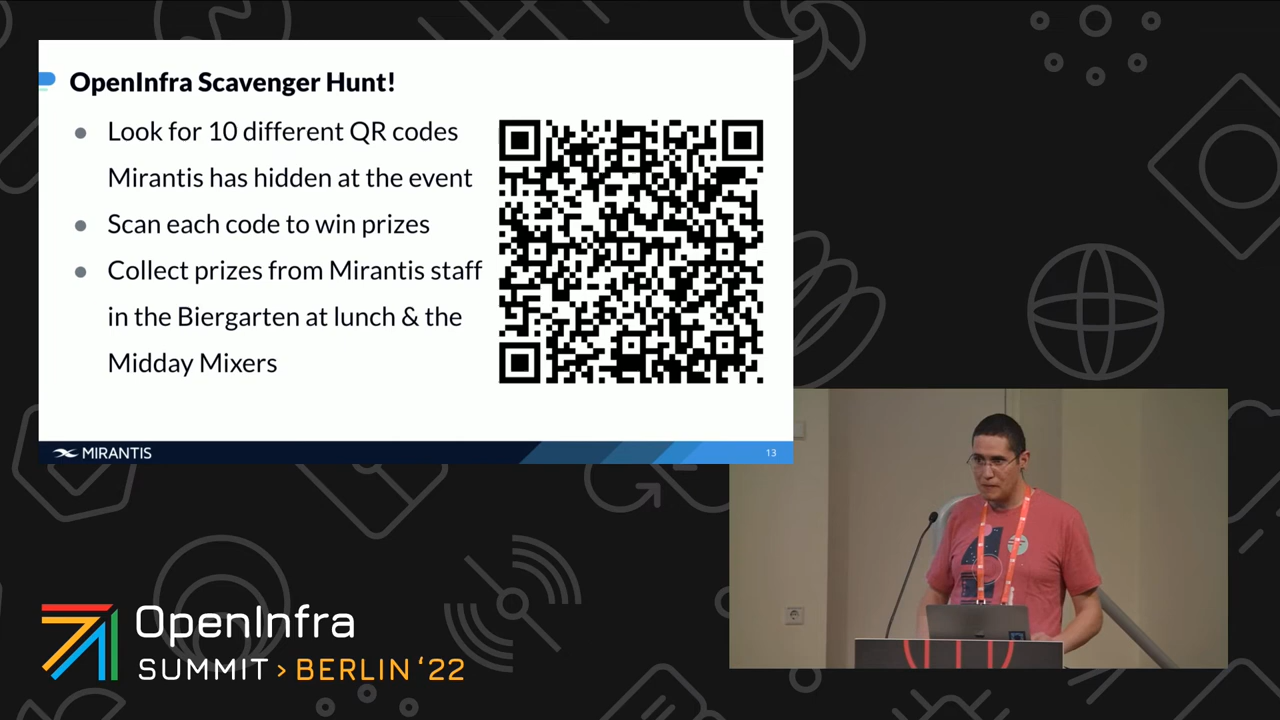 OpenInfra Scavenger Hunt!
● Look for 10 different QR codes
Mirantis has hidden at the event
● Scan each code to win prizes
● Collect prizes from Mirantis staff
in the Biergarten at lunch & the
Midday Mixers
MIRANTIS
13
OpenInfra
SUMMIT > BERLIN ‘22